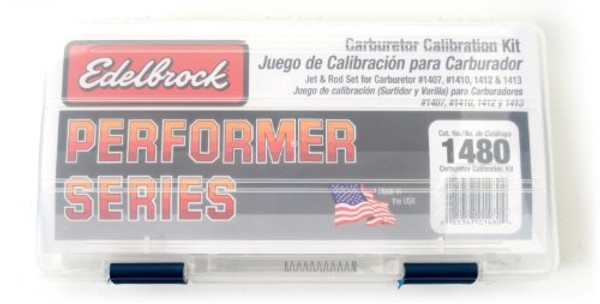 Edelbrock
Carburetor Calibration Kit
Juego de Calibración para Carburador
Jet & Rod Set for Carburetor #1407, #1410, 1412 & 1413
Juego de calibración (Surtidor y Varilla) para Carburadores
#1407, #1410, 1412 y 1413
PERFORMER
SERIES
Made in
the USA
Cat. No./No. de Catálogo
1480
Carburetor Calibration Kit